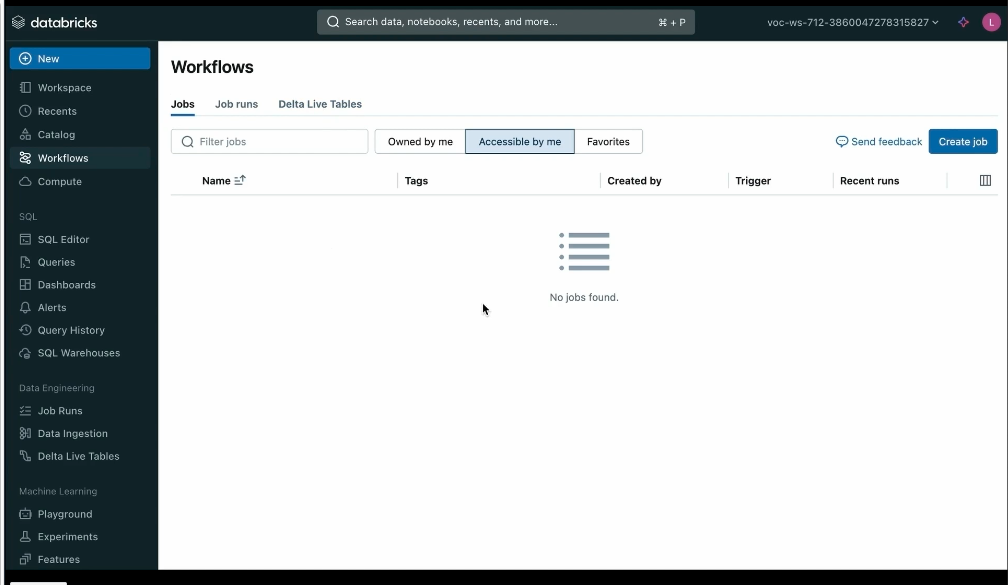 databricks
Search data, notebooks, recents, and more...
⌘ + P
voc-ws-712-3860047278315827
L
New
Workspace
Recents
Catalog
Workflows
Compute
SQL
SQL Editor
Queries
Dashboards
Alerts
Query History
SQL Warehouses
Data Engineering
Job Runs
Data Ingestion
Delta Live Tables
Machine Learning
Playground
Experiments
Features
Workflows
Jobs
Job runs
Delta Live Tables
Filter jobs
Owned by me
Accessible by me
Favorites
Send feedback
Create job
Name
Tags
Created by
Trigger
Recent runs
No jobs found.